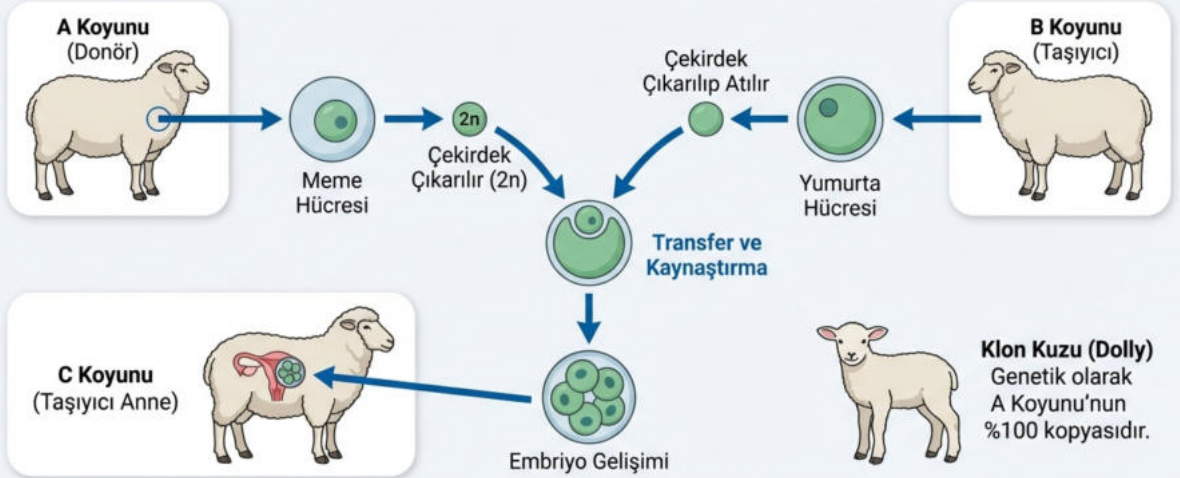 A Koyunu
(Donör)
Meme
Hücresi
2n
Çekirdek
Çıkarılır (2n)
Çekirdek
Çıkarılıp Atılır
Yumurta
Hücresi
B Koyunu
(Taşıyıcı)
Transfer ve
Kaynaştırma
C Koyunu
(Taşıyıcı Anne)
Embriyo Gelişimi
Klon Kuzu (Dolly)
Genetik olarak
A Koyunu'nun
%100 kopyasıdır.